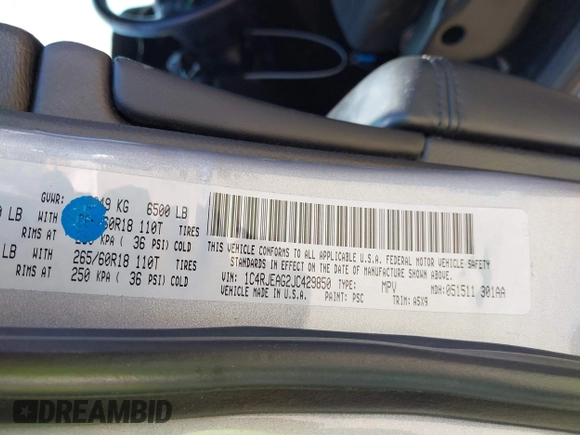 GVWR: 49 KG 6500 LB
LB WITH /60R18 110T TIRES
RIMS AT KPA ( 36 PSI) COLD
LB WITH 265/60R18 110T TIRES
RIMS AT 250 KPA ( 36 PSI) COLD
THIS VEHICLE CONFORMS TO ALL APPLICABLE U.S.A. FEDERAL MOTOR VEHICLE SAFETY
STANDARDS IN EFFECT ON THE DATE OF MANUFACTURE SHOWN ABOVE.
VIN: 1C4RJEAG2JC429850 TYPE: MPV MDH: 051511 301AA
VEHICLE MADE IN U.S.A. PAINT: PSC TRIM: A5X9
DREAMBID